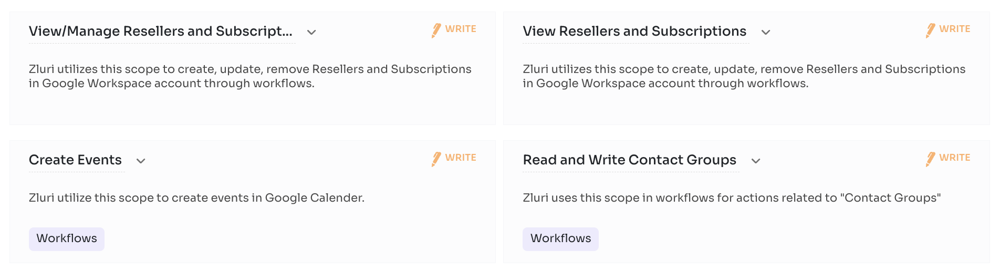 View/Manage Resellers and Subscript...
WRITE
Zluri utilizes this scope to create, update, remove Resellers and Subscriptions
in Google Workspace account through workflows.
View Resellers and Subscriptions
WRITE
Zluri utilizes this scope to create, update, remove Resellers and Subscriptions
in Google Workspace account through workflows.
Create Events
WRITE
Zluri utilize this scope to create events in Google Calender.
Workflows
Read and Write Contact Groups
WRITE
Zluri uses this scope in workflows for actions related to "Contact Groups"
Workflows